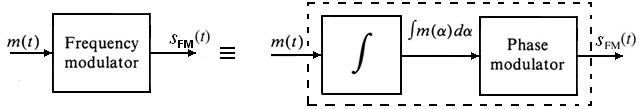 m(t)
Frequency
modulator
s_FM(t)
≡
m(t)
∫
∫m(α)dα
Phase
modulator
s_FM(t)